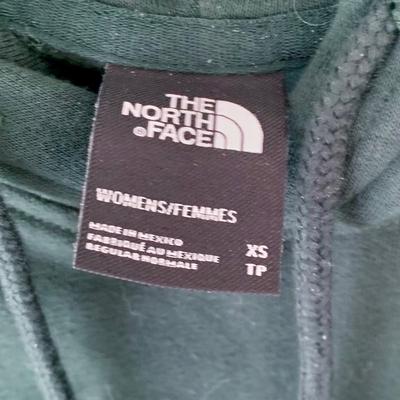 THE
NORTH
®FACE
WOMENS/FEMMES
MADE IN MEXICO
FABRIQUÉ AU MEXIQUE
REGULAR NORMALE
XS
TP